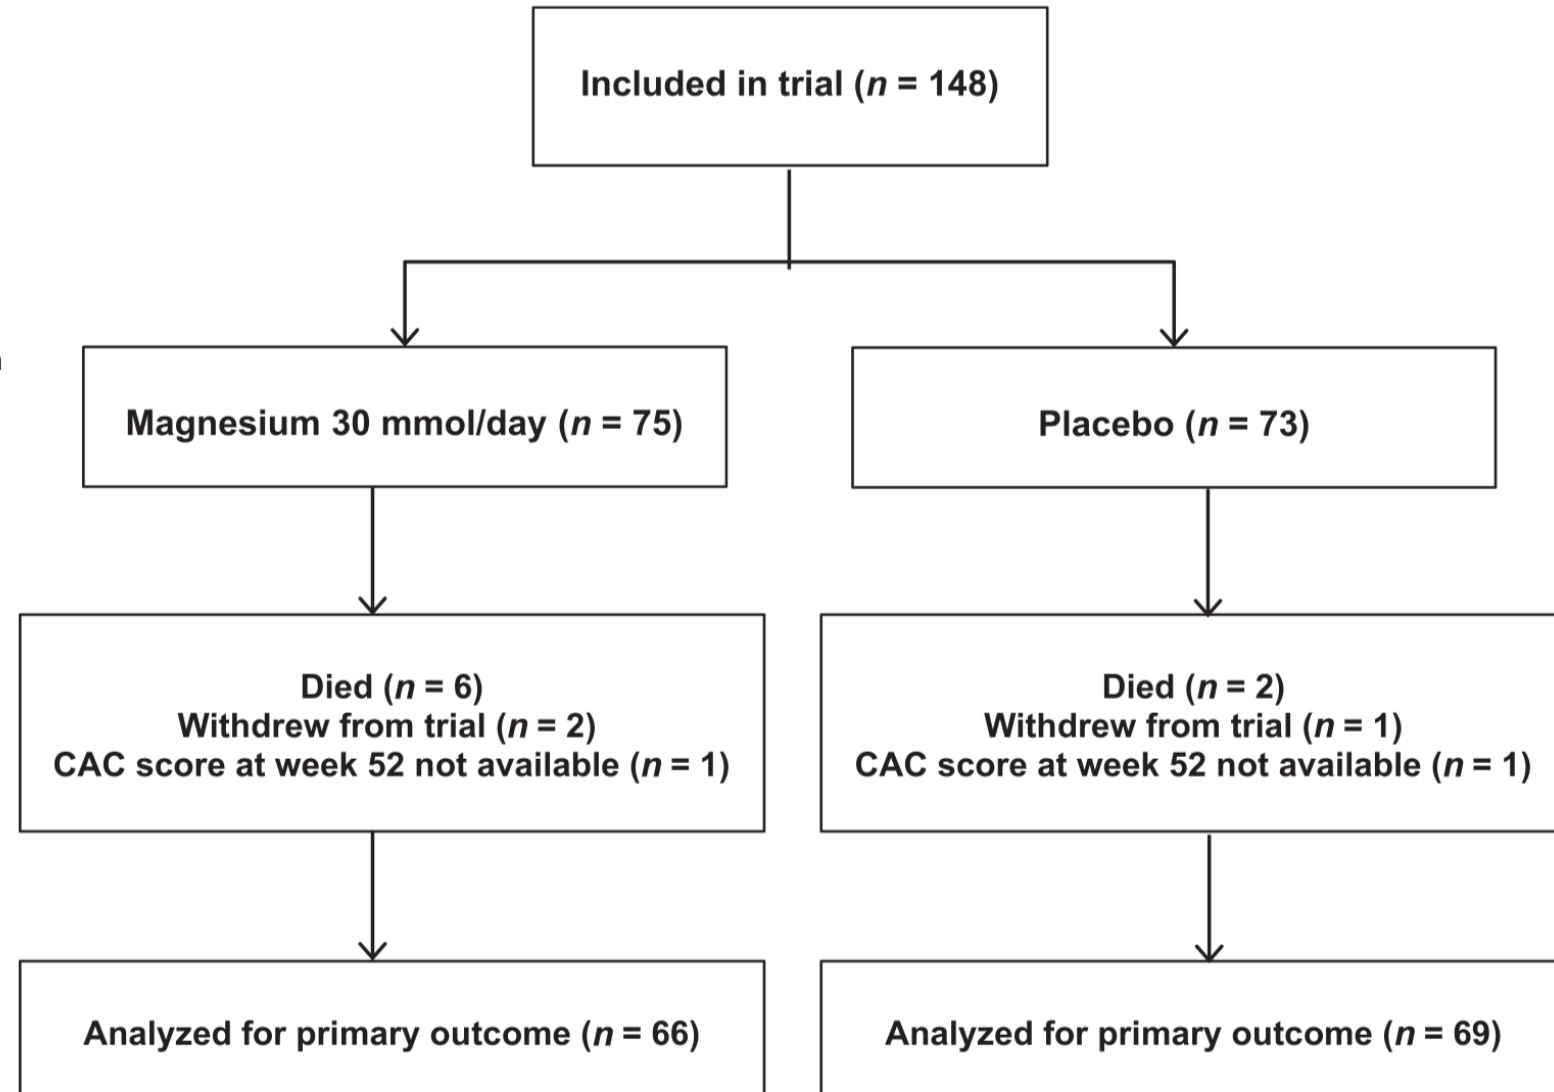 Included in trial (n = 148)
Magnesium 30 mmol/day (n = 75)
Placebo (n = 73)
Died (n = 6)
Withdrew from trial (n = 2)
CAC score at week 52 not available (n = 1)
Died (n = 2)
Withdrew from trial (n = 1)
CAC score at week 52 not available (n = 1)
Analyzed for primary outcome (n = 66)
Analyzed for primary outcome (n = 69)